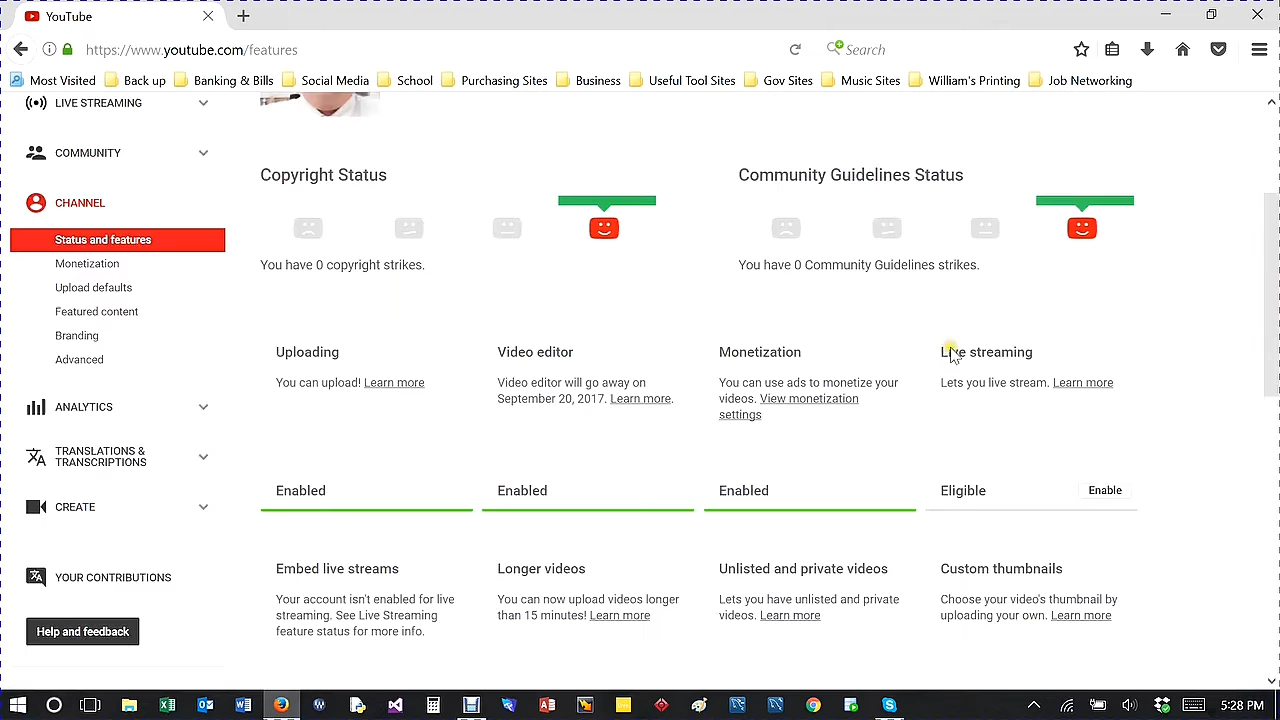 YouTube
https://www.youtube.com/features
Search
Most Visited
Back up
Banking & Bills
Social Media
School
Purchasing Sites
Business
Useful Tool Sites
Gov Sites
Music Sites
William's Printing
Job Networking
LIVE STREAMING
COMMUNITY
CHANNEL
Status and features
Monetization
Upload defaults
Featured content
Branding
Advanced
ANALYTICS
TRANSLATIONS &
TRANSCRIPTIONS
CREATE
YOUR CONTRIBUTIONS
Help and feedback
Copyright Status
You have 0 copyright strikes.
Community Guidelines Status
You have 0 Community Guidelines strikes.
Uploading
You can upload! Learn more
Enabled
Video editor
Video editor will go away on
September 20, 2017. Learn more.
Enabled
Monetization
You can use ads to monetize your
videos. View monetization
settings
Enabled
Live streaming
Lets you live stream. Learn more
Eligible
Enable
Embed live streams
Your account isn't enabled for live
streaming. See Live Streaming
feature status for more info.
Longer videos
You can now upload videos longer
than 15 minutes! Learn more
Unlisted and private videos
Lets you have unlisted and private
videos. Learn more
Custom thumbnails
Choose your video's thumbnail by
uploading your own. Learn more
5:28 PM